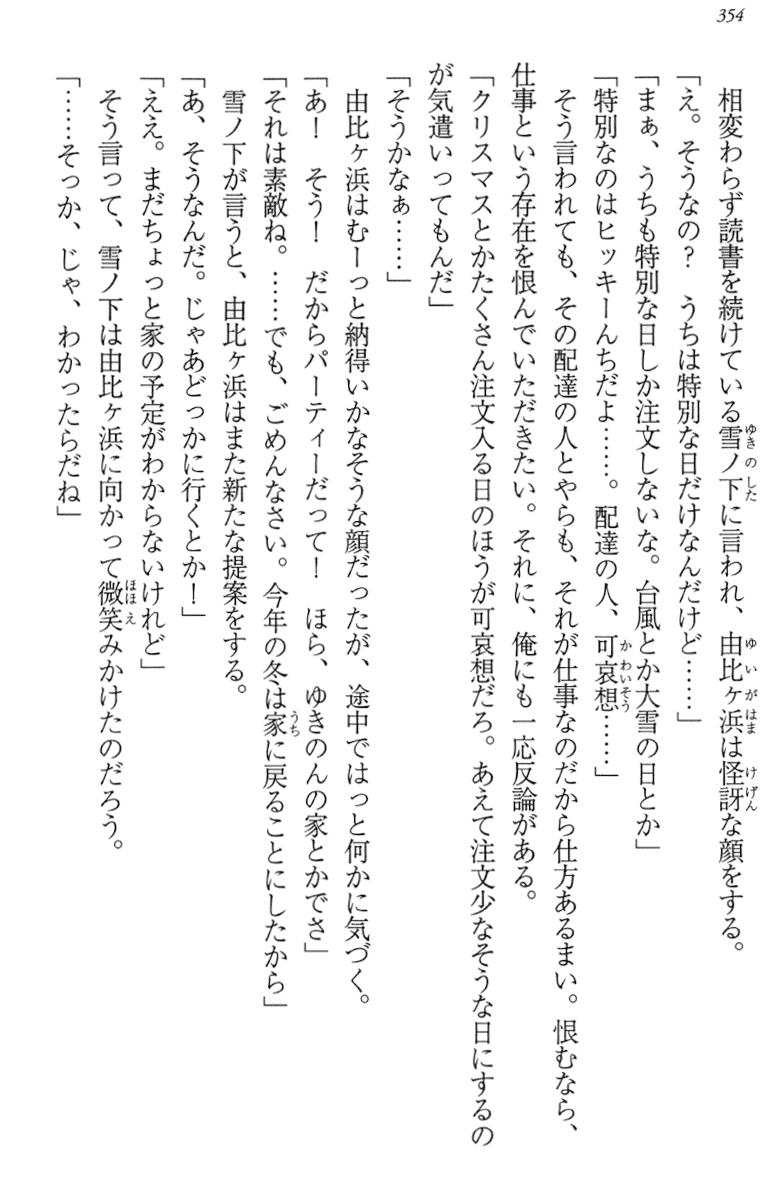 354
相変わらず読書を続けている雪ノ下に言われ、由比ヶ浜は怪訝な顔をする。
「え。そうなの?　うちは特別な日だけなんだけど……」
「まぁ、うちも特別な日しか注文しないな。台風とか大雪の日とか」
「特別なのはヒッキーんちだよ……。配達の人、可哀想……」
そう言われても、その配達の人とやらも、それが仕事なのだから仕方あるまい。恨むなら、
仕事という存在を恨んでいただきたい。それに、俺にも一応反論がある。
「クリスマスとかたくさん注文入る日のほうが可哀想だろ。あえて注文少なそうな日にするの
が気遣いってもんだ」
「そうかなぁ……」
由比ヶ浜はむーっと納得いかなそうな顔だったが、途中ではっと何かに気づく。
「あ!　そう!　だからパーティーだって!　ほら、ゆきのんの家とかでさ」
「それは素敵ね。……でも、ごめんなさい。今年の冬は家に戻ることにしたから」
雪ノ下が言うと、由比ヶ浜はまた新たな提案をする。
「あ、そうなんだ。じゃあどっかに行くとか!」
「ええ。まだちょっと家の予定がわからないけれど」
そう言って、雪ノ下は由比ヶ浜に向かって微笑みかけたのだろう。
「……そっか、じゃ、わかったらだね」